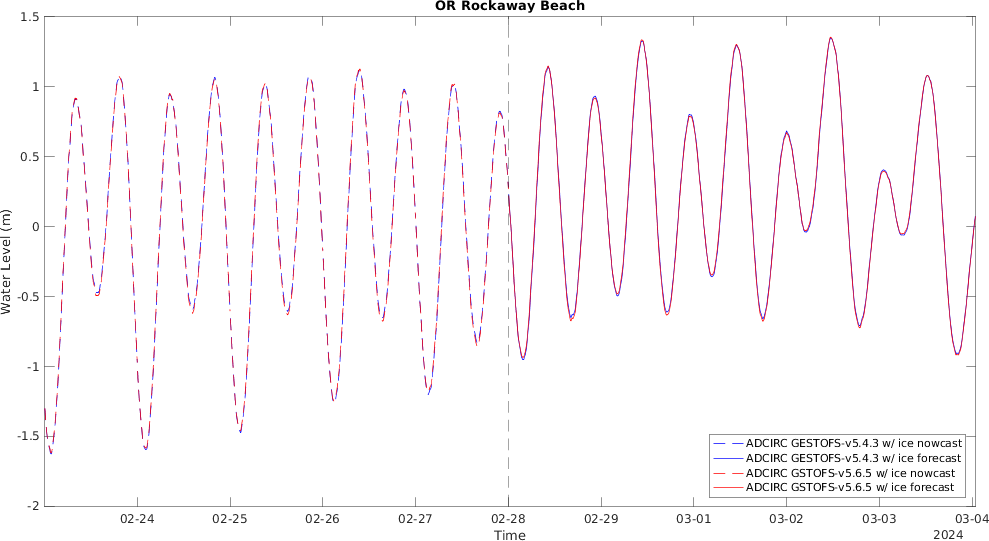 OR Rockaway Beach
1.5
1
0.5
0
-0.5
-1
-1.5
-2
Water Level (m)
ADCIRC GESTOFS-v5.4.3 w/ ice nowcast
ADCIRC GESTOFS-v5.4.3 w/ ice forecast
ADCIRC GSTOFS-v5.6.5 w/ ice nowcast
ADCIRC GSTOFS-v5.6.5 w/ ice forecast
02-24 02-25 02-26 02-27 02-28 02-29 03-01 03-02 03-03 03-04
Time
2024